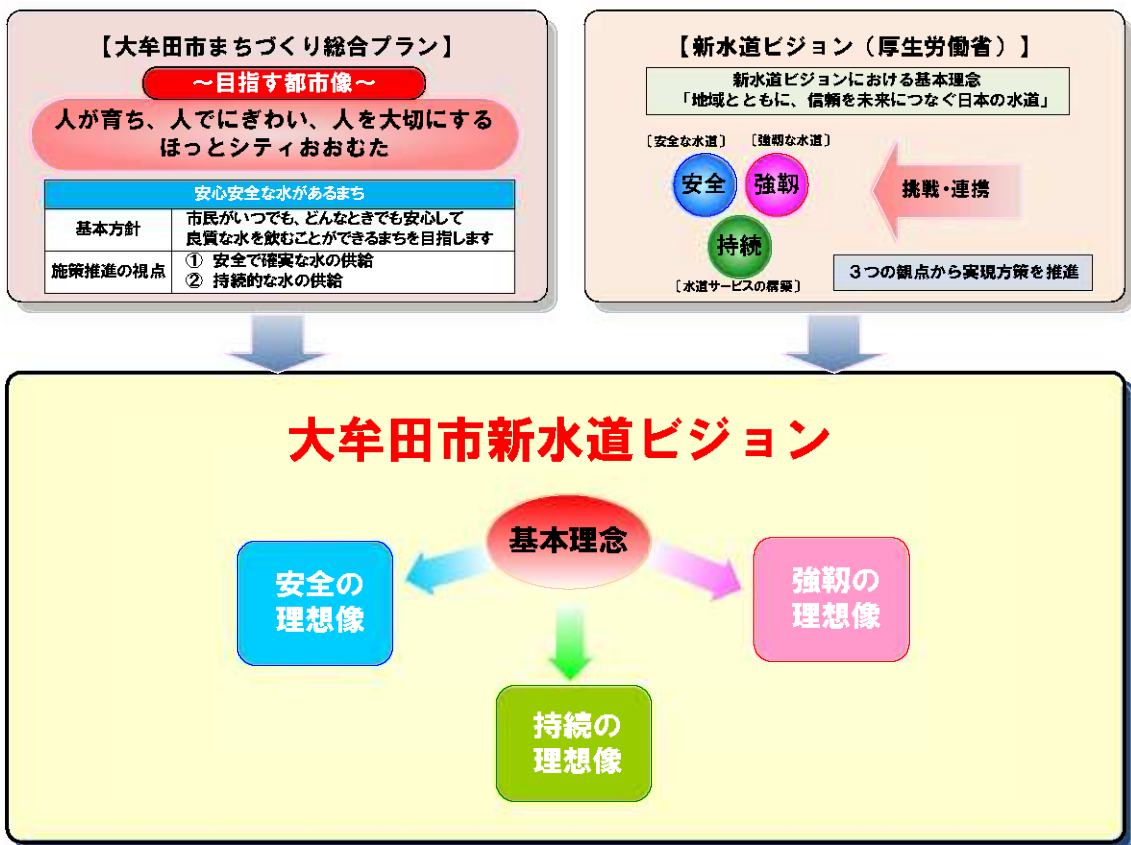 【大牟田市まちづくり総合プラン】
～目指す都市像～
人が育ち、人でにぎわい、人を大切にする
ほっとシティおおむた
安心安全な水があるまち
基本方針
市民がいつでも、どんなときでも安心して
良質な水を飲むことができるまちを目指します
施策推進の視点
① 安全で確実な水の供給
② 持続的な水の供給
【新水道ビジョン（厚生労働省）】
新水道ビジョンにおける基本理念
「地域とともに、信頼を未来につなぐ日本の水道」
［安全な水道］ ［強靱な水道］
安全 強靱
持続
［水道サービスの構築］
挑戦・連携
３つの観点から実現方策を推進
大牟田市新水道ビジョン
基本理念
安全の
理想像
強靱の
理想像
持続の
理想像